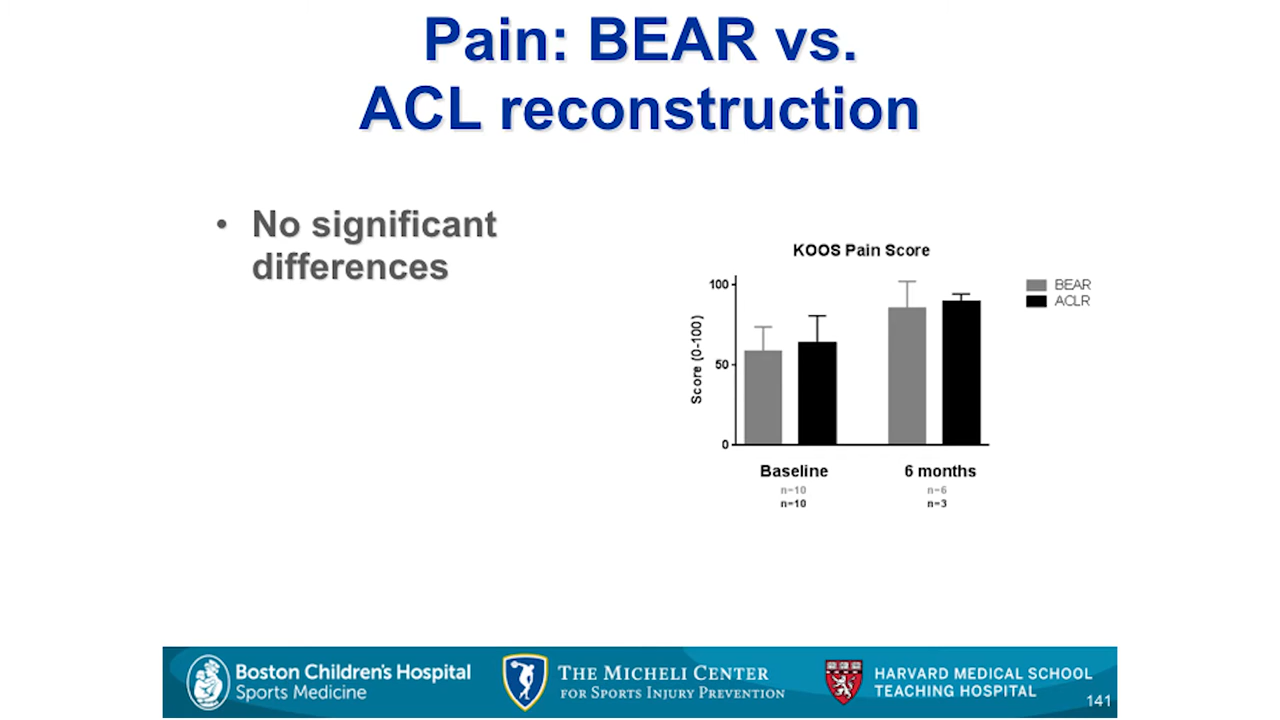 Pain: BEAR vs.
ACL reconstruction
• No significant
differences
KOOS Pain Score
100
50
0
Score (0-100)
BEAR
ACLR
Baseline
6 months
n=10
n=6
n=10
n=3
Boston Children's Hospital
Sports Medicine
THE MICHELI CENTER
FOR SPORTS INJURY PREVENTION
HARVARD MEDICAL SCHOOL
TEACHING HOSPITAL
141